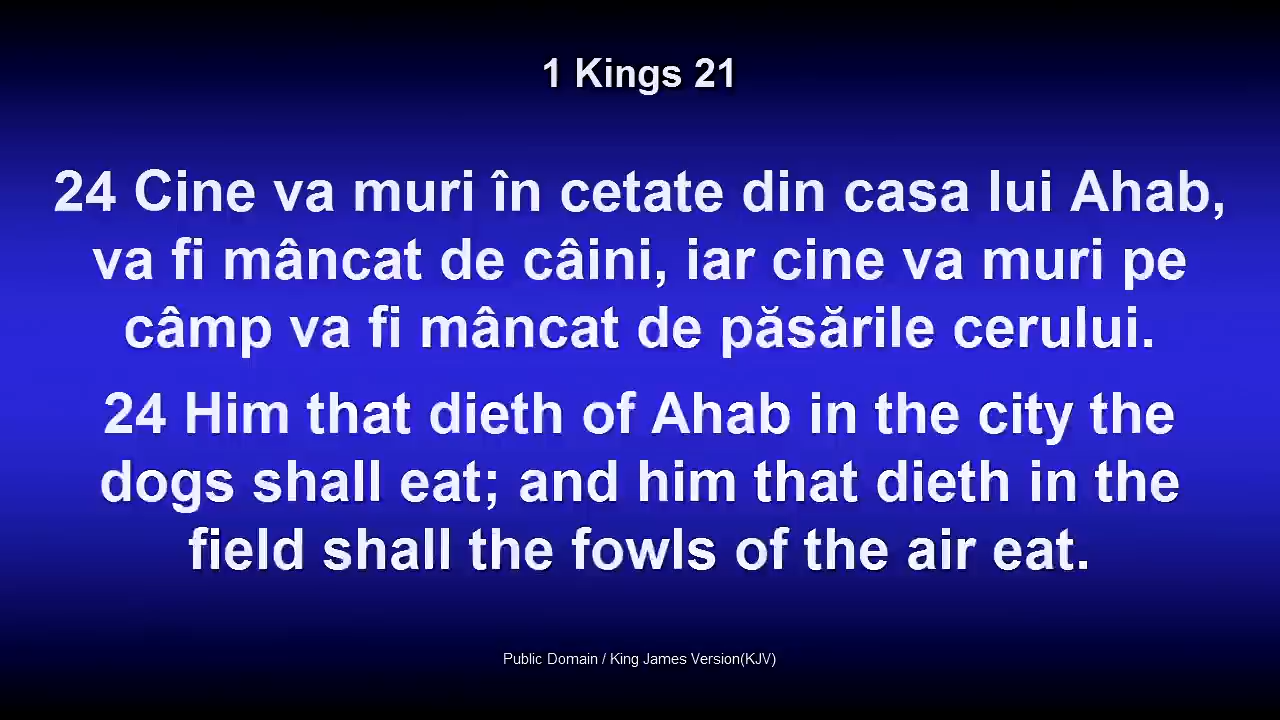 1 Kings 21
24 Cine va muri în cetate din casa lui Ahab,
va fi mâncat de câini, iar cine va muri pe
câmp va fi mâncat de păsările cerului.
24 Him that dieth of Ahab in the city the
dogs shall eat; and him that dieth in the
field shall the fowls of the air eat.
Public Domain / King James Version(KJV)